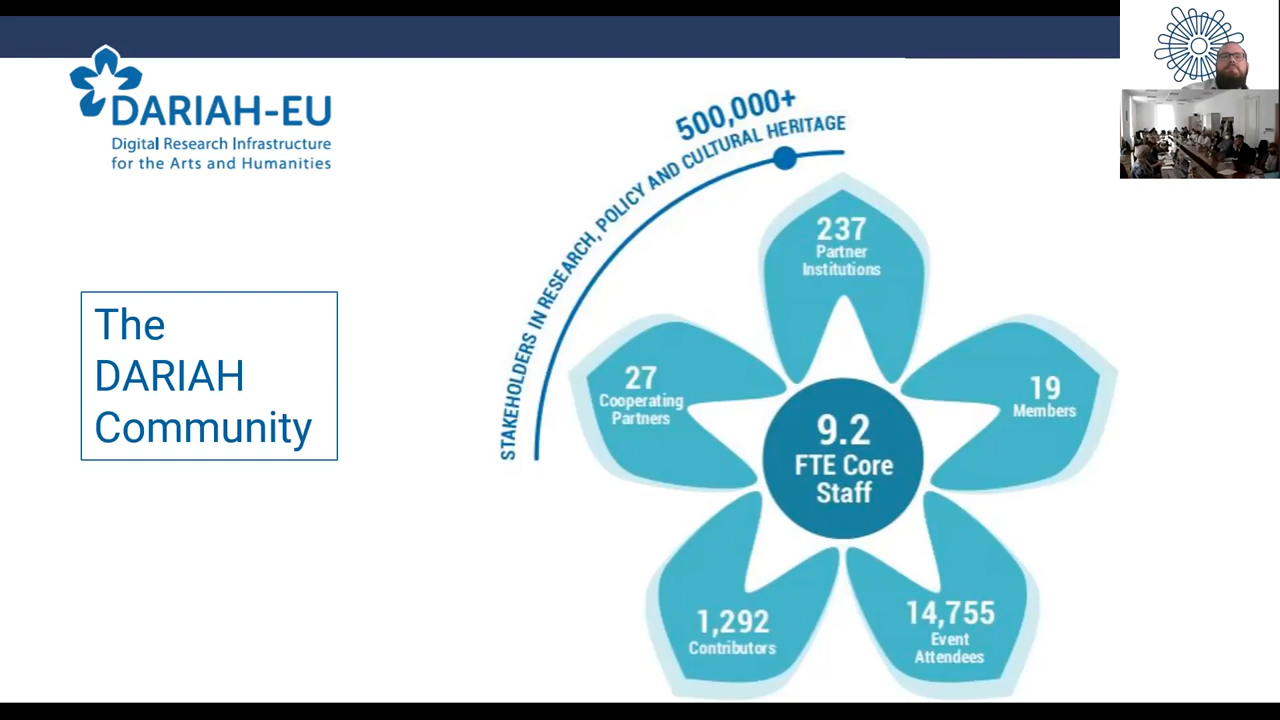 DARIAH-EU
Digital Research Infrastructure
for the Arts and Humanities
The
DARIAH
Community
500,000+
STAKEHOLDERS IN RESEARCH, POLICY AND CULTURAL HERITAGE
237
Partner
Institutions
27
Cooperating
Partners
19
Members
9.2
FTE Core
Staff
1,292
Contributors
14,755
Event
Attendees